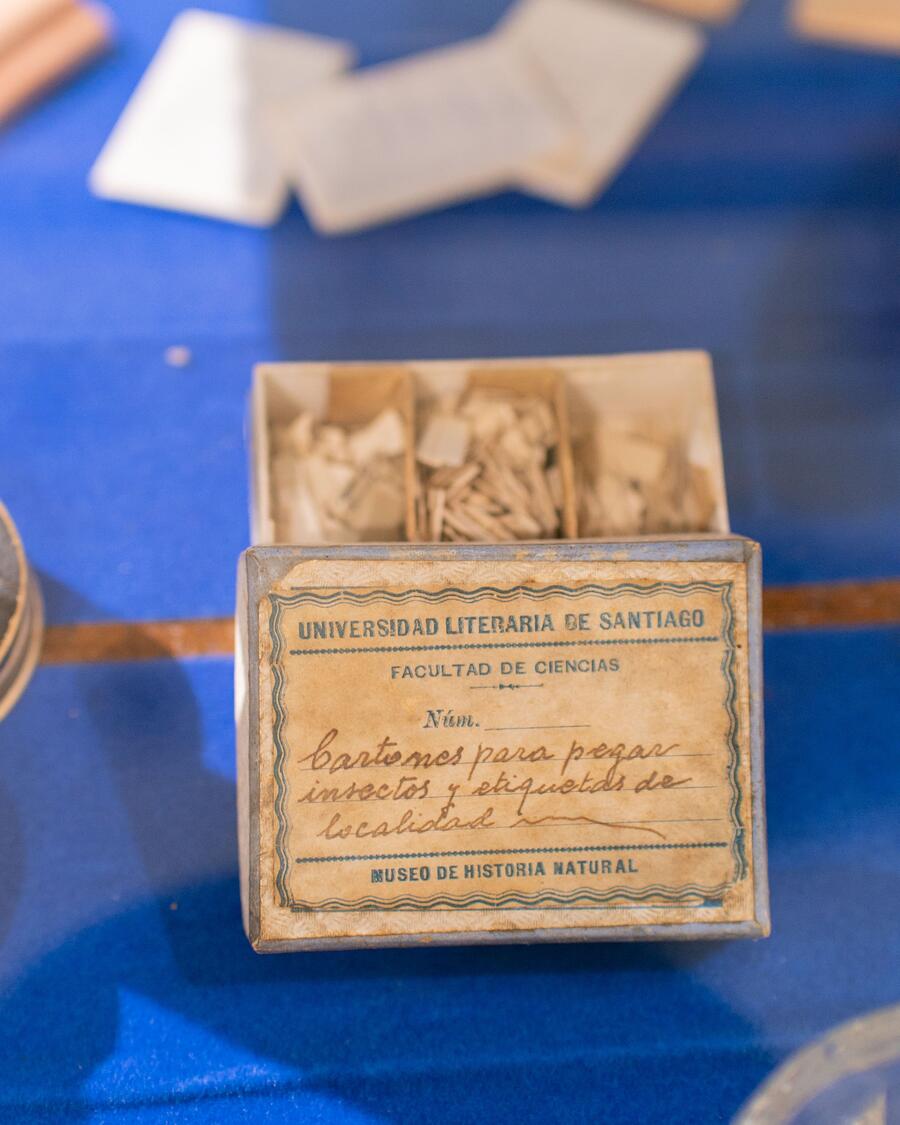 UNIVERSIDAD LITERARIA DE SANTIAGO
FACULTAD DE CIENCIAS
Núm.
Cartones para pegar
insectos y etiquetas de
localidad
MUSEO DE HISTORIA NATURAL